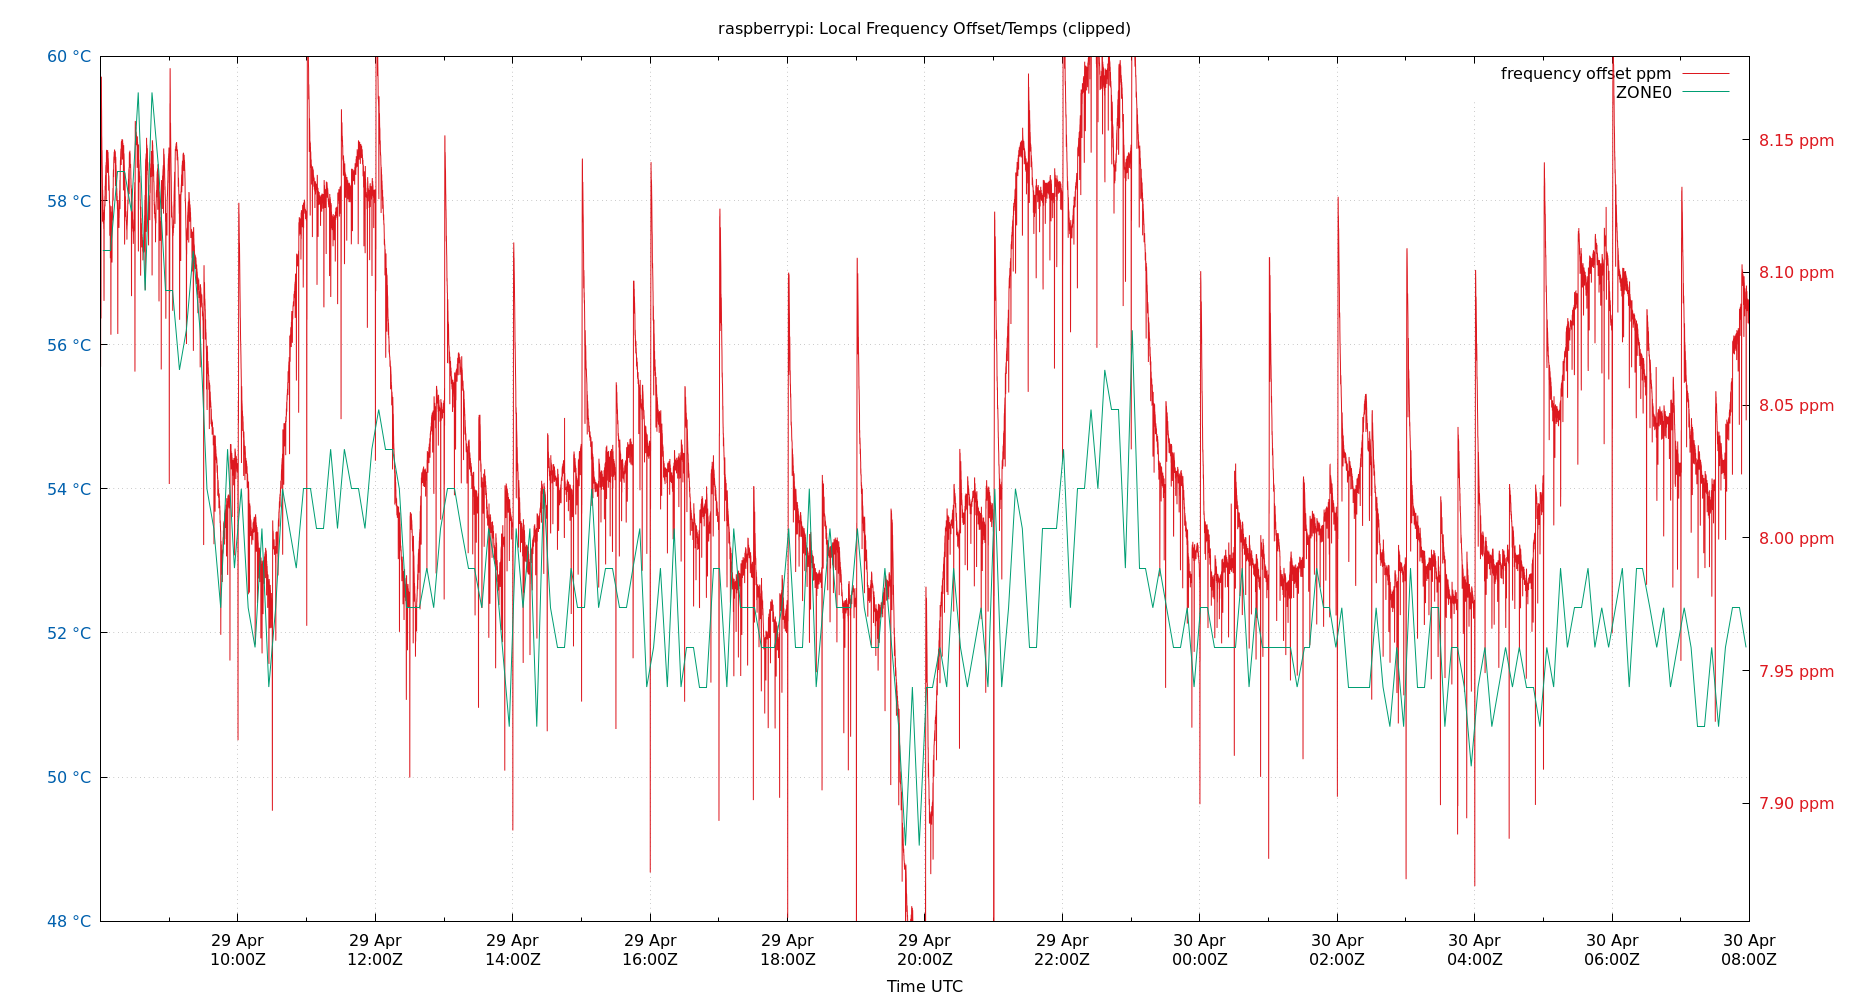 raspberrypi: Local Frequency Offset/Temps (clipped)
60 °C
58 °C
56 °C
54 °C
52 °C
50 °C
48 °C
frequency offset ppm
ZONE0
8.15 ppm
8.10 ppm
8.05 ppm
8.00 ppm
7.95 ppm
7.90 ppm
29 Apr 29 Apr 29 Apr 29 Apr 29 Apr 29 Apr 29 Apr 30 Apr 30 Apr 30 Apr 30 Apr 30 Apr
10:00Z 12:00Z 14:00Z 16:00Z 18:00Z 20:00Z 22:00Z 00:00Z 02:00Z 04:00Z 06:00Z 08:00Z
Time UTC